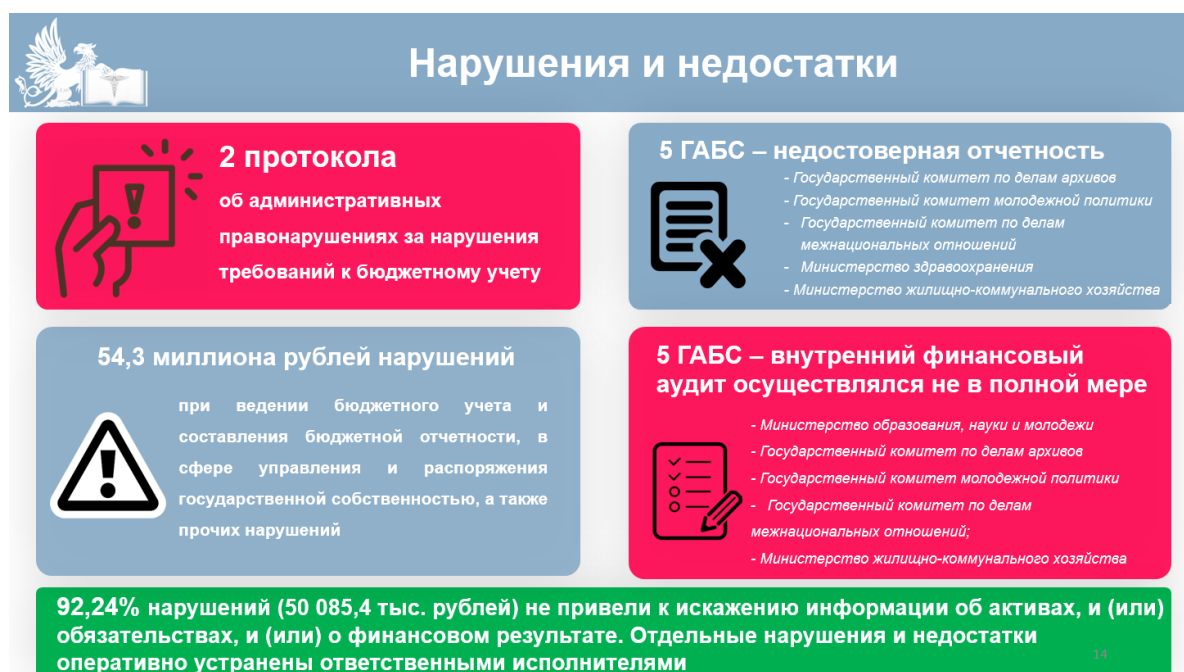 Нарушения и недостатки
2 протокола
об административных
правонарушениях за нарушения
требований к бюджетному учету
5 ГАБС – недостоверная отчетность
- Государственный комитет по делам архивов
- Государственный комитет молодежной политики
- Государственный комитет по делам
межнациональных отношений
- Министерство здравоохранения
- Министерство жилищно-коммунального хозяйства
54,3 миллиона рублей нарушений
при ведении бюджетного учета и
составления бюджетной отчетности, в
сфере управления и распоряжения
государственной собственностью, а также
прочих нарушений
5 ГАБС – внутренний финансовый
аудит осуществлялся не в полной мере
- Министерство образования, науки и молодежи
- Государственный комитет по делам архивов
- Государственный комитет молодежной политики
- Государственный комитет по делам
межнациональных отношений;
- Министерство жилищно-коммунального хозяйства
92,24% нарушений (50 085,4 тыс. рублей) не привели к искажению информации об активах, и (или)
обязательствах, и (или) о финансовом результате. Отдельные нарушения и недостатки
оперативно устранены ответственными исполнителями
14